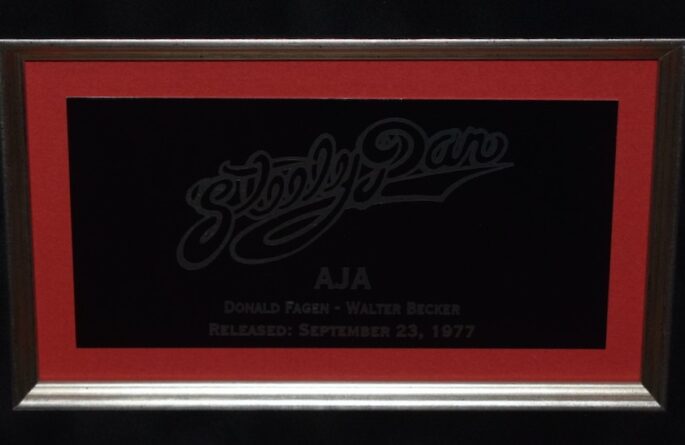 Steely Dan
AJA
Donald Fagen - Walter Becker
Released: September 23, 1977